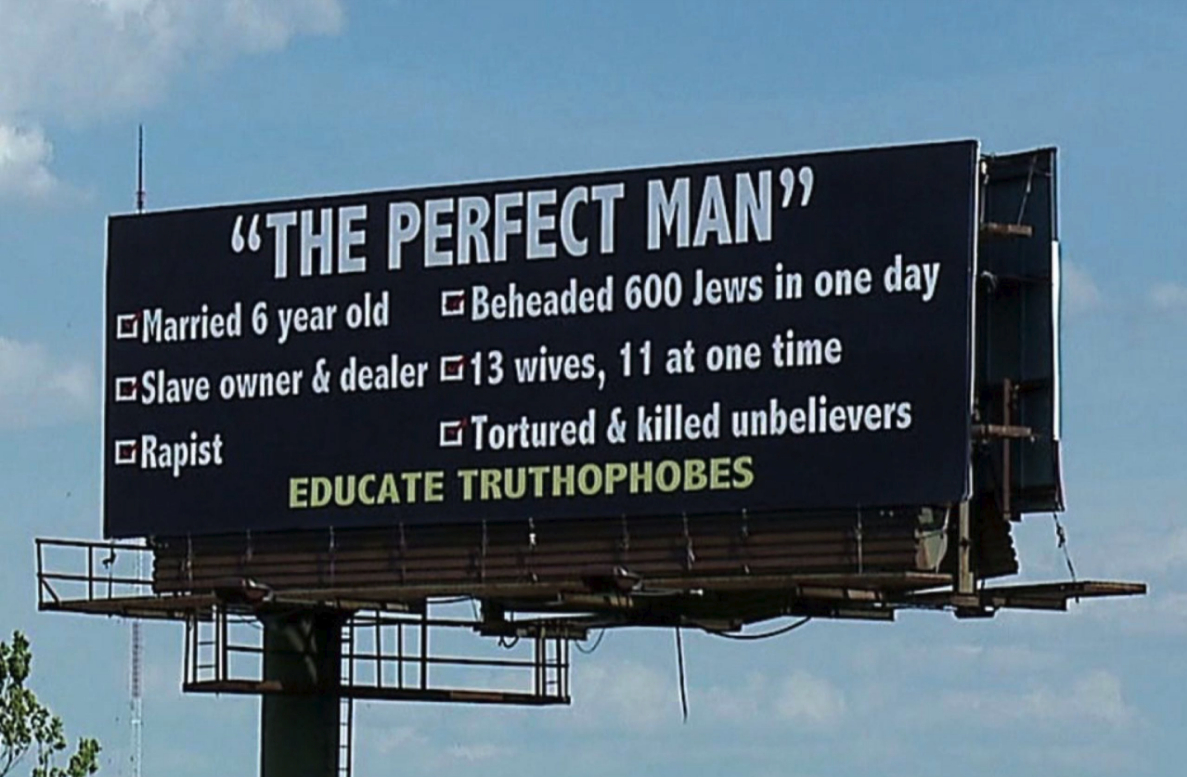 “THE PERFECT MAN”
Married 6 year old
Beheaded 600 Jews in one day
Slave owner & dealer
13 wives, 11 at one time
Rapist
Tortured & killed unbelievers
EDUCATE TRUTHOPHOBES